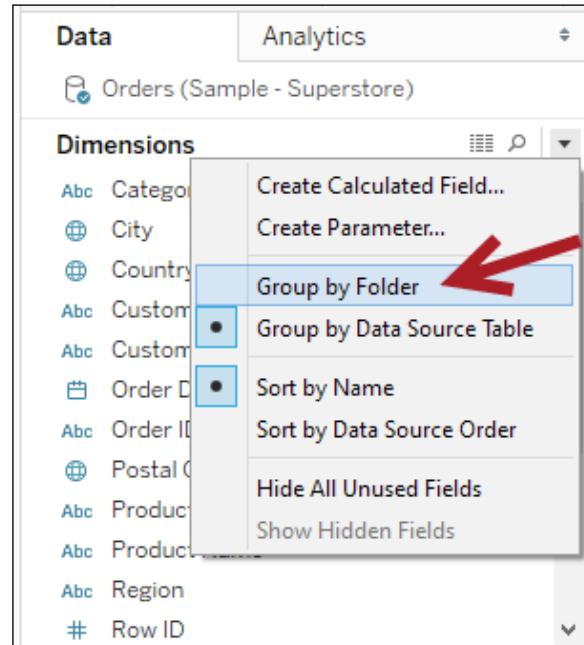 Data Analytics
Orders (Sample - Superstore)
Dimensions
Abc Categor
City
Country
Abc Custom
Abc Custom
Order D
Abc Order ID
Postal C
Abc Product
Abc Product
Abc Region
# Row ID
Create Calculated Field...
Create Parameter...
Group by Folder
Group by Data Source Table
Sort by Name
Sort by Data Source Order
Hide All Unused Fields
Show Hidden Fields